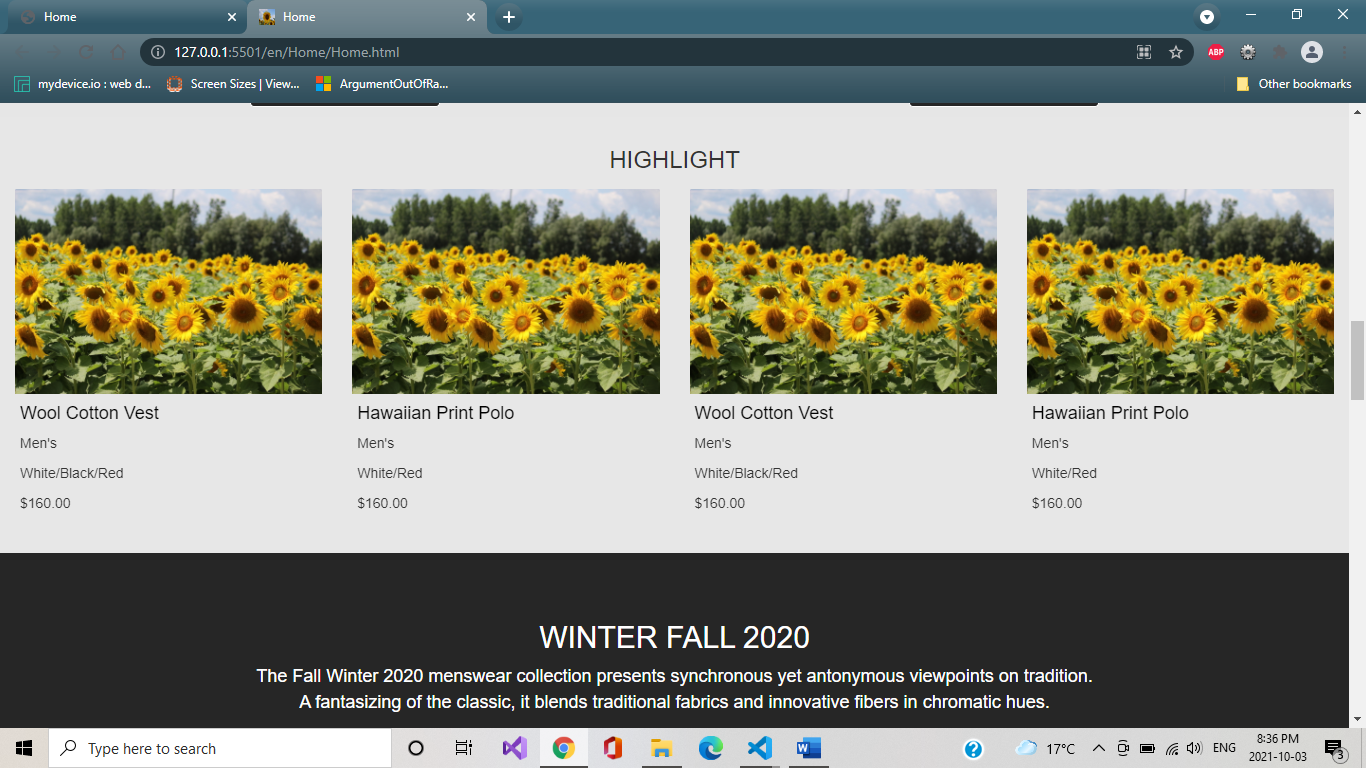 Home
Home
127.0.0.1:5501/en/Home/Home.html
ABP
mydevice.io : web d...
Screen Sizes | View...
ArgumentOutOfRa...
Other bookmarks
HIGHLIGHT
Wool Cotton Vest
Men's
White/Black/Red
$160.00
Hawaiian Print Polo
Men's
White/Red
$160.00
Wool Cotton Vest
Men's
White/Black/Red
$160.00
Hawaiian Print Polo
Men's
White/Red
$160.00
WINTER FALL 2020
The Fall Winter 2020 menswear collection presents synchronous yet antonymous viewpoints on tradition.
A fantasizing of the classic, it blends traditional fabrics and innovative fibers in chromatic hues.
Type here to search
17°C
ENG
8:36 PM
2021-10-03
3